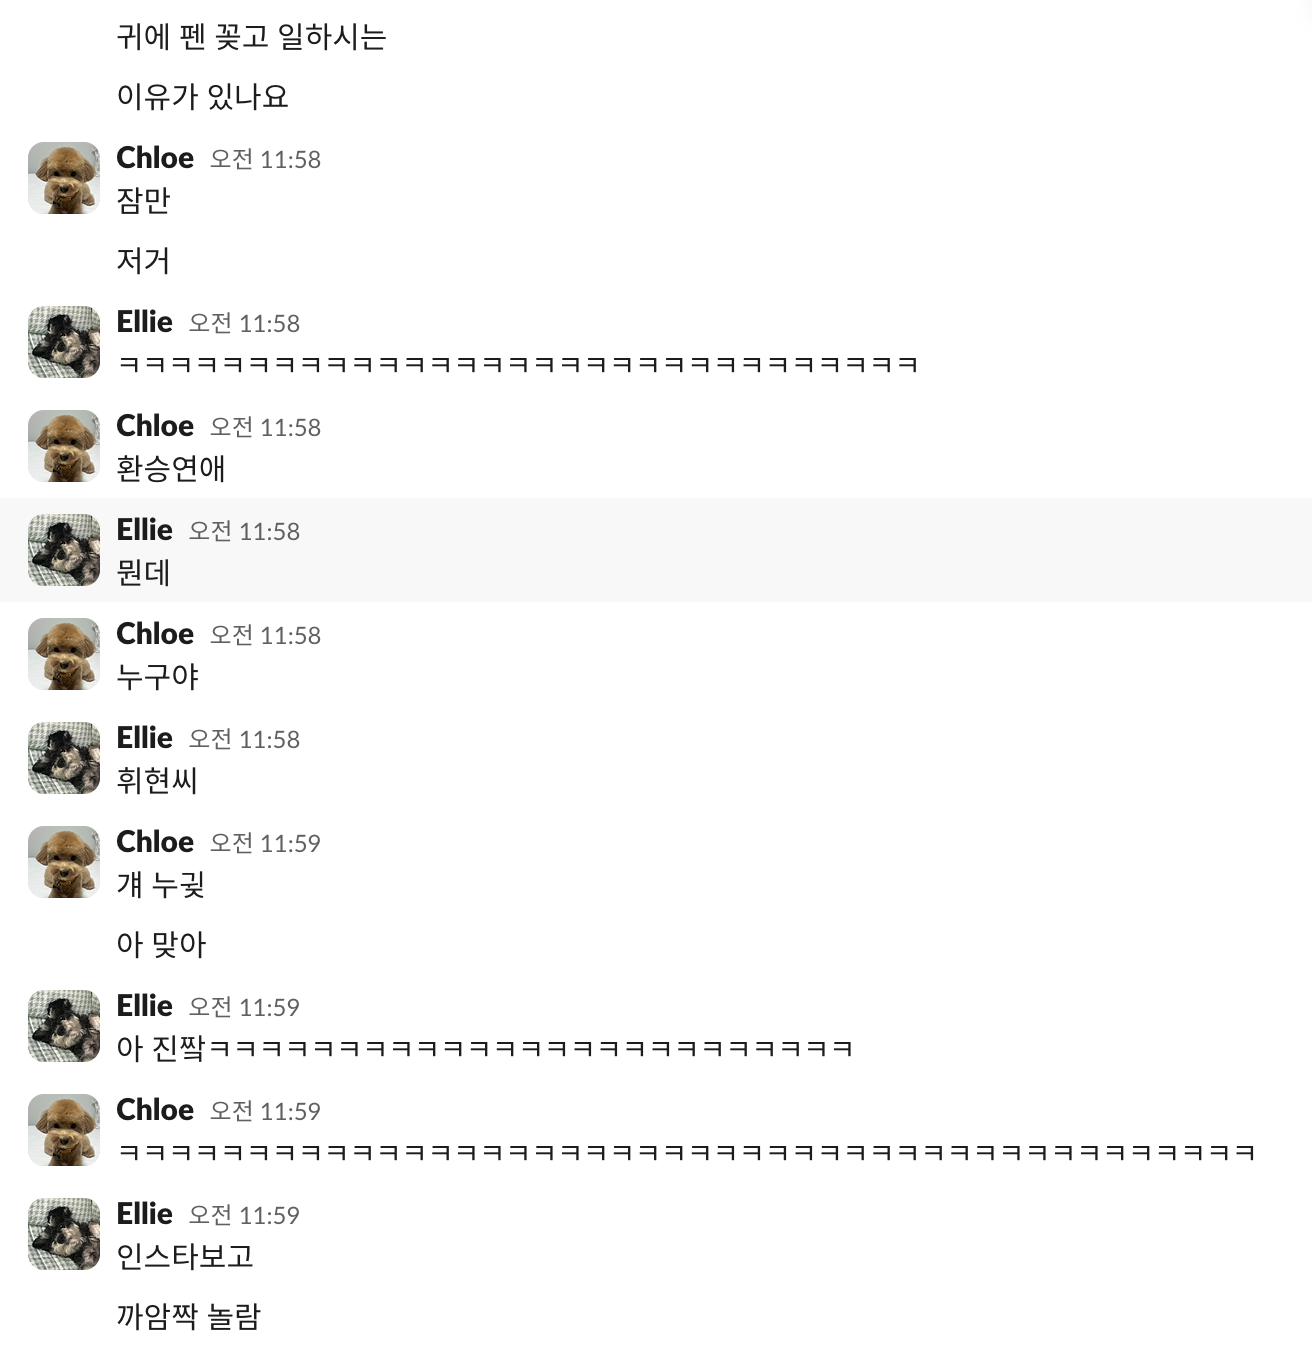 귀에 펜 꽂고 일하시는
이유가 있나요
Chloe 오전 11:58
잠만
저거
Ellie 오전 11:58
ㅋㅋㅋㅋㅋㅋㅋㅋㅋㅋㅋㅋㅋㅋㅋㅋㅋㅋㅋㅋㅋㅋㅋㅋㅋㅋㅋㅋㅋㅋㅋ
Chloe 오전 11:58
환승연애
Ellie 오전 11:58
뭔데
Chloe 오전 11:58
누구야
Ellie 오전 11:58
휘현씨
Chloe 오전 11:59
걔 누귖
아 맞아
Ellie 오전 11:59
아 진짴ㅋㅋㅋㅋㅋㅋㅋㅋㅋㅋㅋㅋㅋㅋㅋㅋㅋㅋㅋㅋㅋㅋㅋㅋㅋ
Chloe 오전 11:59
ㅋㅋㅋㅋㅋㅋㅋㅋㅋㅋㅋㅋㅋㅋㅋㅋㅋㅋㅋㅋㅋㅋㅋㅋㅋㅋㅋㅋㅋㅋㅋㅋㅋㅋㅋㅋㅋㅋㅋㅋㅋㅋㅋㅋ
Ellie 오전 11:59
인스타보고
까암짝 놀람